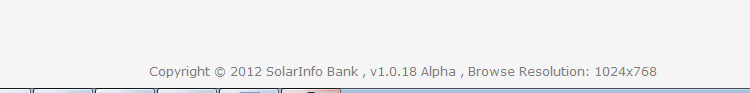 Copyright © 2012 SolarInfo Bank , v1.0.18 Alpha , Browse Resolution: 1024x768